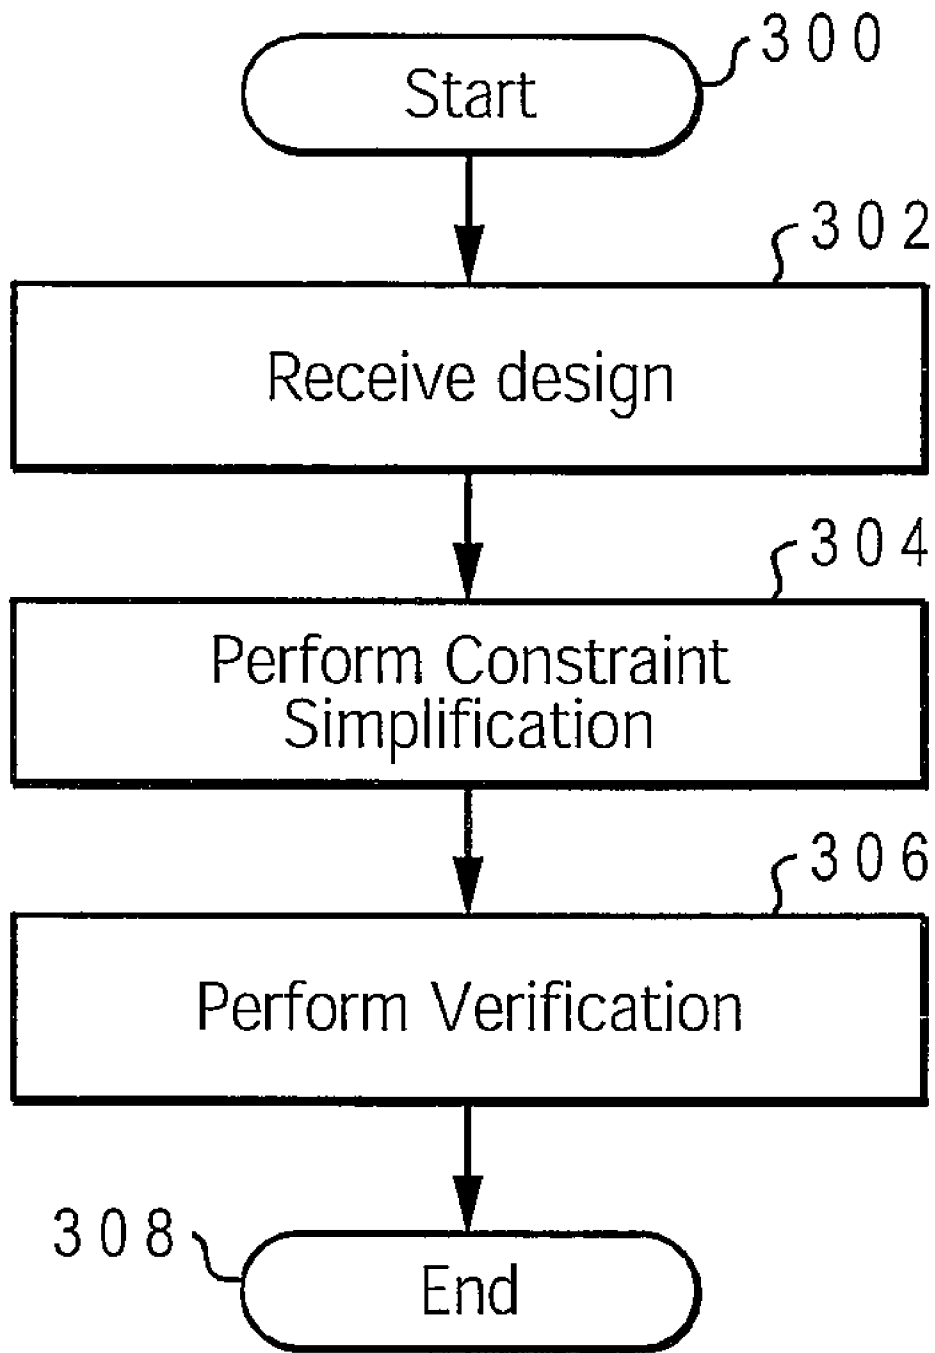 300
Start
302
Receive design
304
Perform Constraint
Simplification
306
Perform Verification
308
End